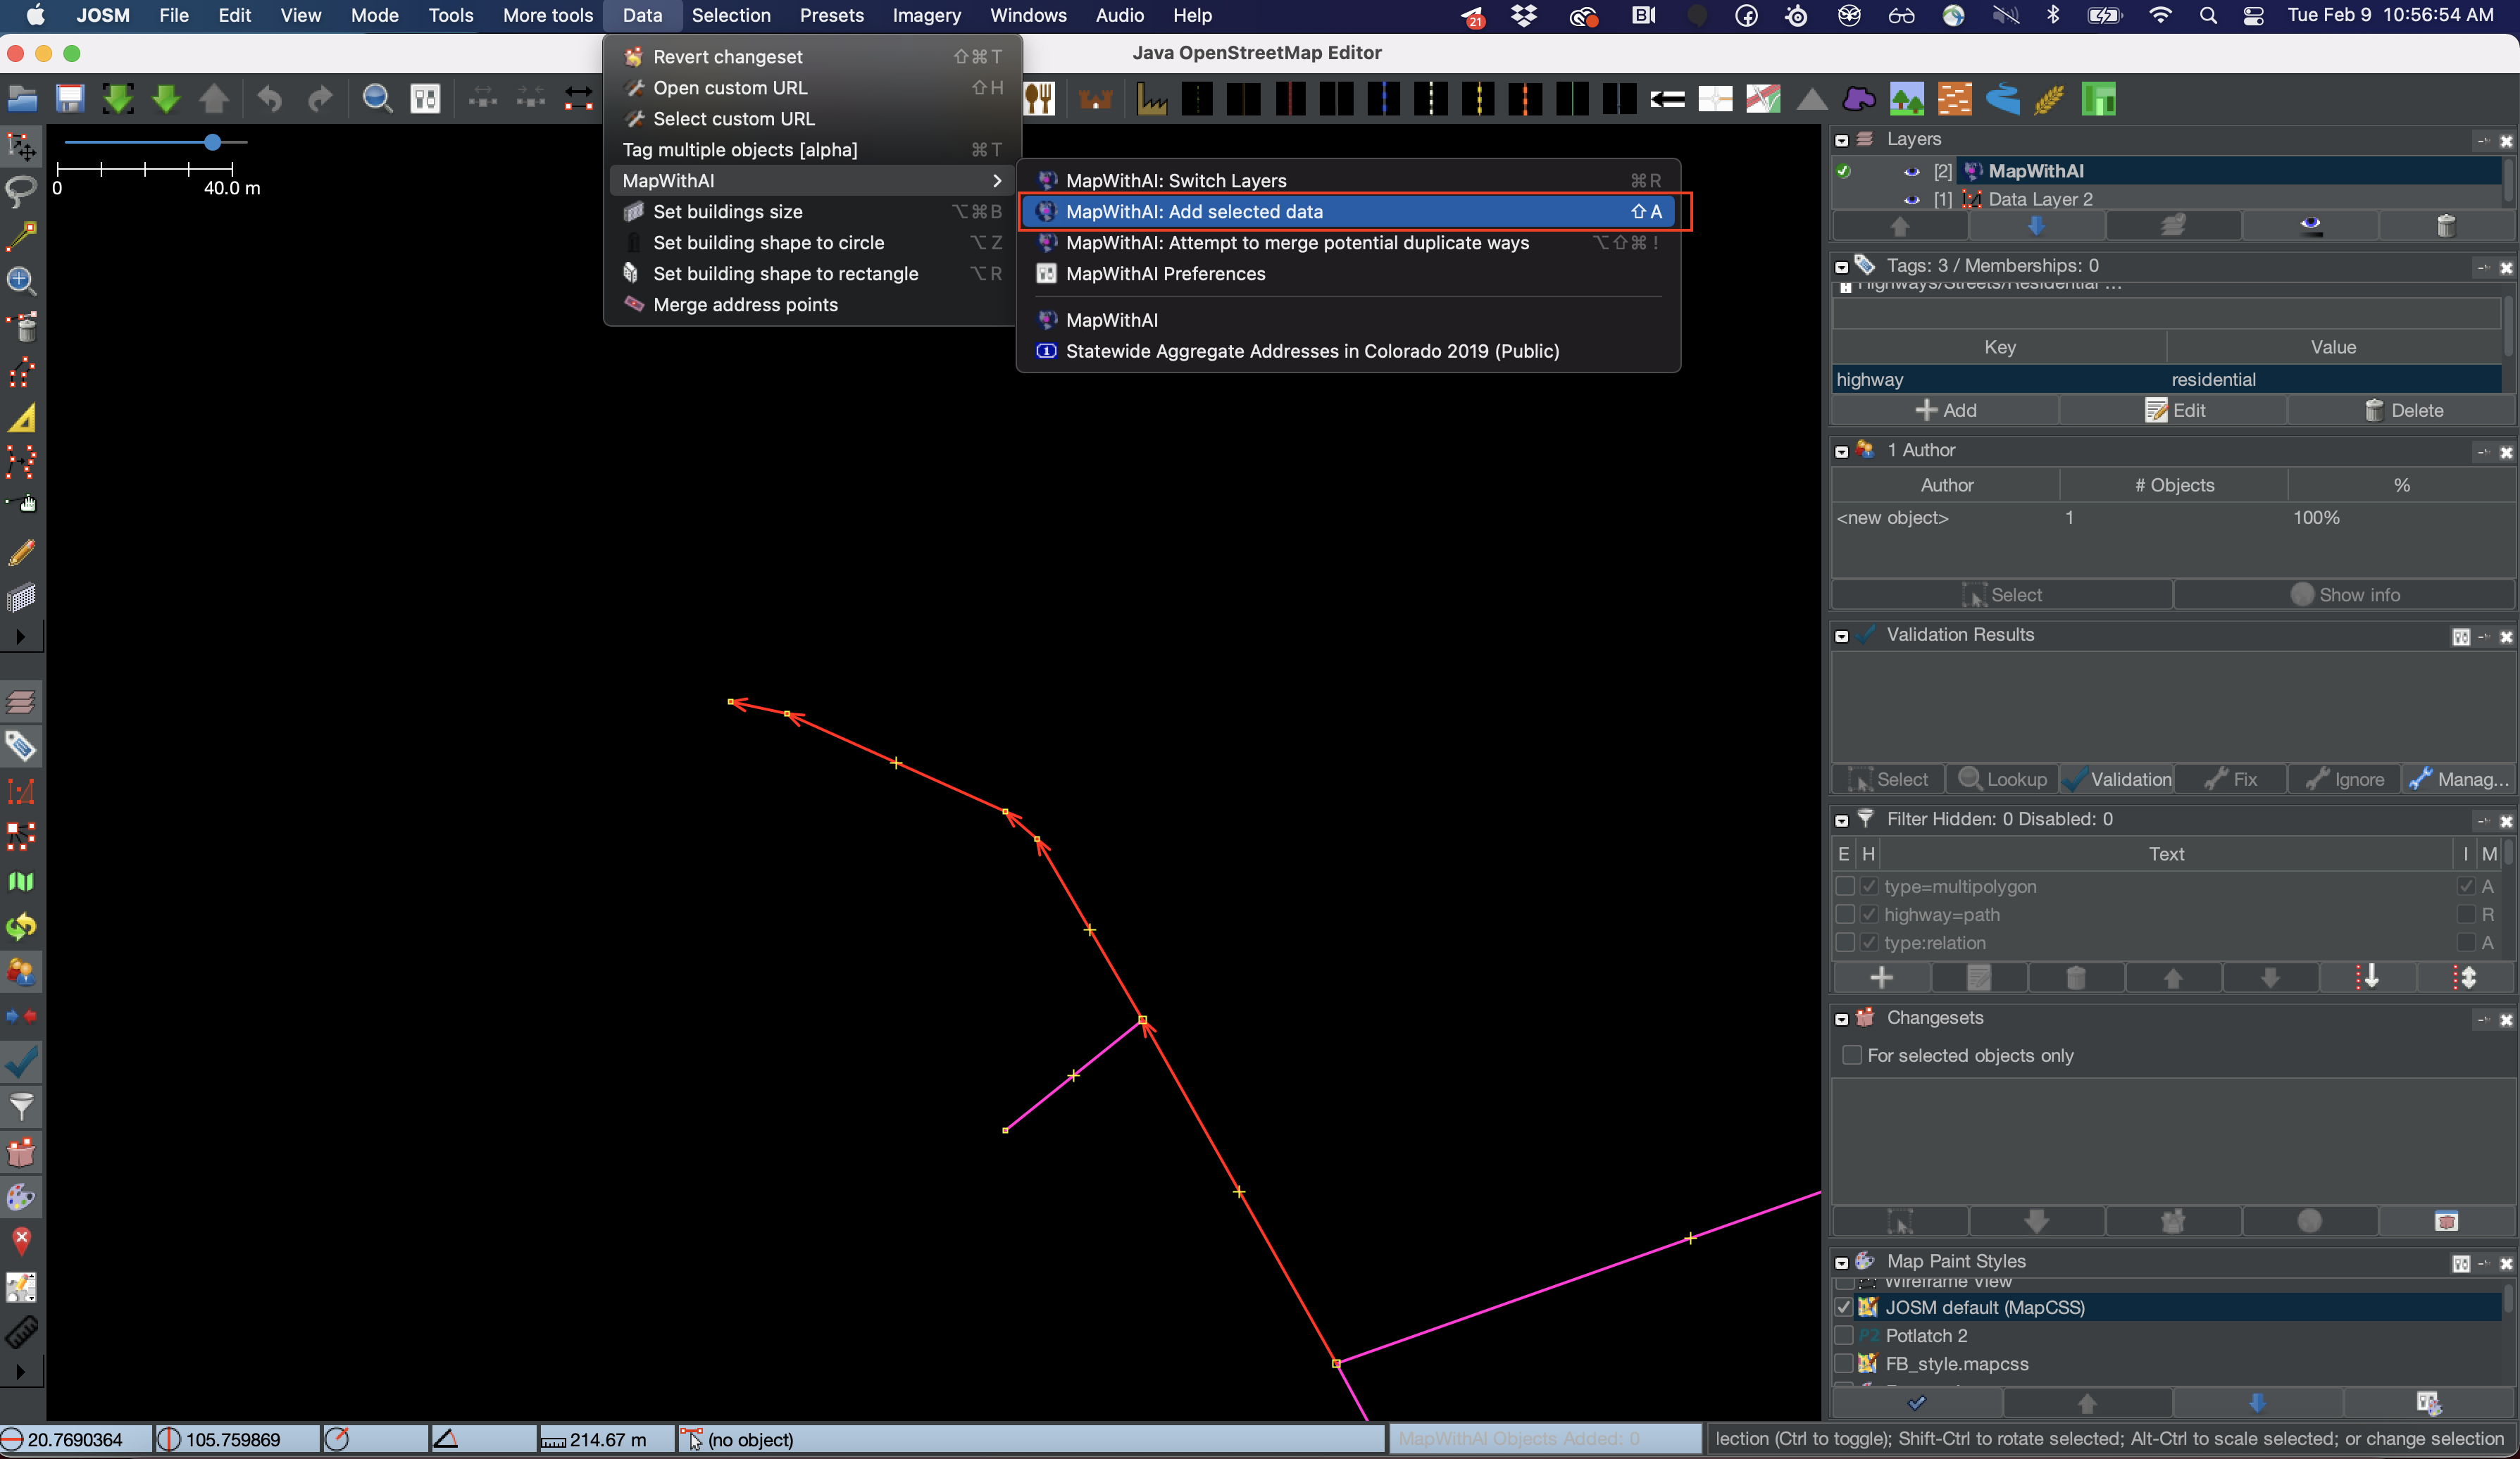 JOSM File Edit View Mode Tools More tools Data Selection Presets Imagery Windows Audio Help 21 Tue Feb 9 10:56:54 AM
Java OpenStreetMap Editor
Revert changeset ⇧⌘T
Open custom URL ⇧H
Select custom URL
Tag multiple objects [alpha] ⌘T
MapWithAI
Set buildings size ⌥⌘B
Set building shape to circle ⌥Z
Set building shape to rectangle ⌥R
Merge address points
MapWithAI: Switch Layers ⌘R
MapWithAI: Add selected data ⇧A
MapWithAI: Attempt to merge potential duplicate ways ⌥⇧⌘!
MapWithAI Preferences
MapWithAI
Statewide Aggregate Addresses in Colorado 2019 (Public)
0 40.0 m
Layers
[2] MapWithAI
[1] Data Layer 2
Tags: 3 / Memberships: 0
Highways/Streets/Residential ...
Key Value
highway residential
Add Edit Delete
1 Author
Author # Objects %
<new object> 1 100%
Select Show info
Validation Results
Select Lookup Validation Fix Ignore Manag...
Filter Hidden: 0 Disabled: 0
E H Text I M
type=multipolygon A
highway=path R
type:relation A
Changesets
For selected objects only
Map Paint Styles
Wireframe View
JOSM default (MapCSS)
P2 Potlatch 2
FB_style.mapcss
20.7690364 105.759869 214.67 m (no object) MapWithAI Objects Added: 0 lection (Ctrl to toggle); Shift-Ctrl to rotate selected; Alt-Ctrl to scale selected; or change selection